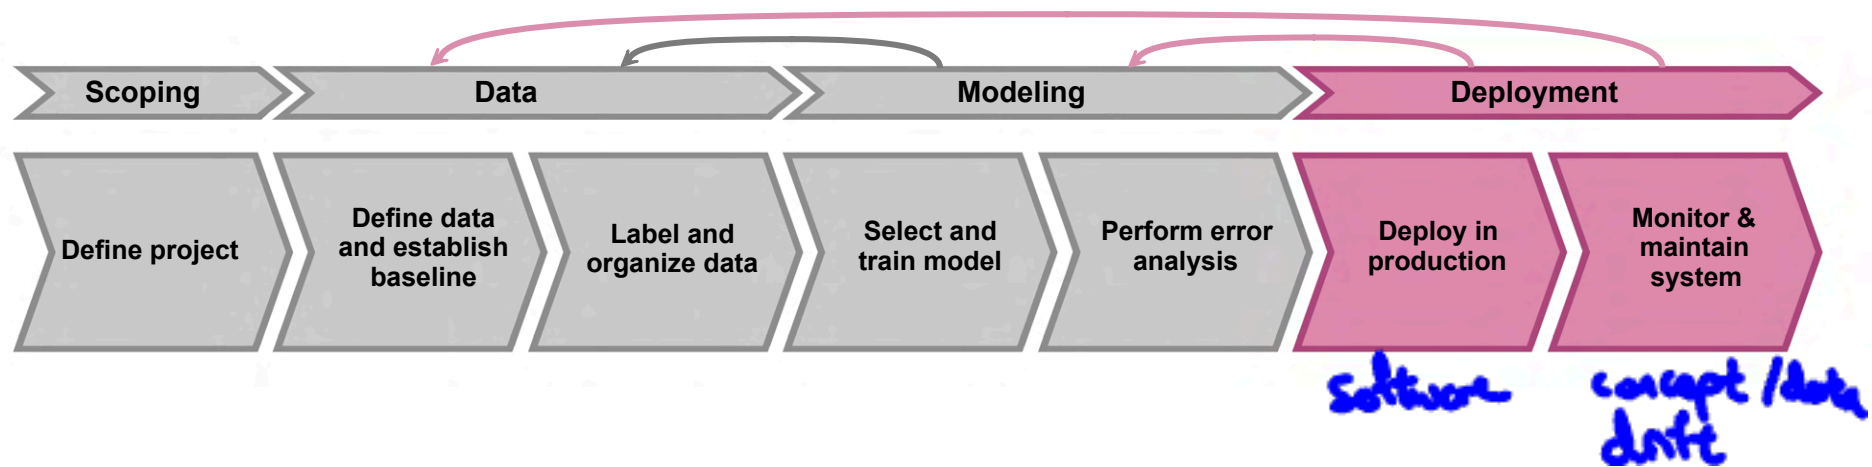 Scoping
Data
Modeling
Deployment
Define project
Define data
and establish
baseline
Label and
organize data
Select and
train model
Perform error
analysis
Deploy in
production
Monitor &
maintain
system
software
concept / data
drift